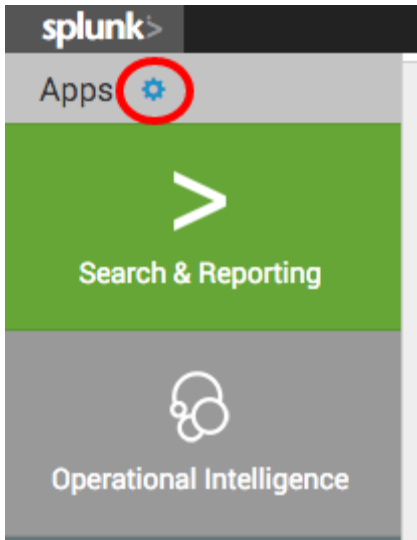 splunk>
Apps
>
Search & Reporting
Operational Intelligence